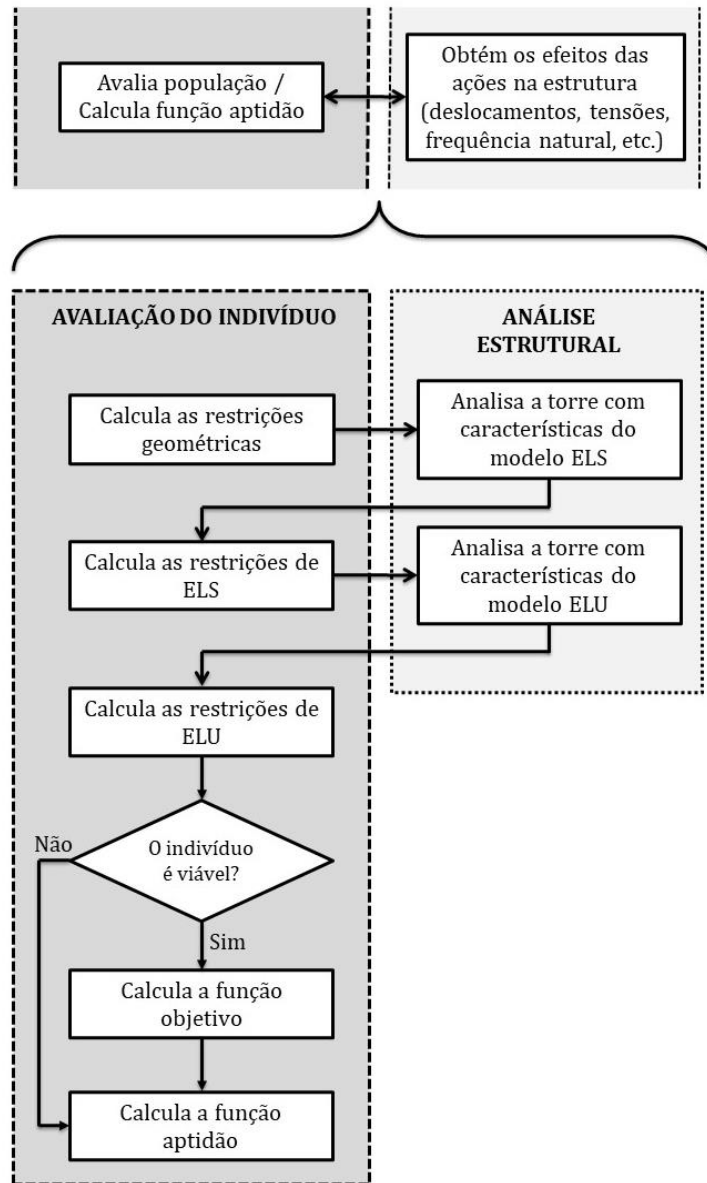 Avalia população /
Calcula função aptidão
Obtém os efeitos das
ações na estrutura
(deslocamentos, tensões,
frequência natural, etc.)
AVALIAÇÃO DO INDIVÍDUO
ANÁLISE
ESTRUTURAL
Calcula as restrições
geométricas
Analisa a torre com
características do
modelo ELS
Calcula as restrições de
ELS
Analisa a torre com
características do
modelo ELU
Calcula as restrições de
ELU
Não
O indivíduo
é viável?
Sim
Calcula a função
objetivo
Calcula a função
aptidão